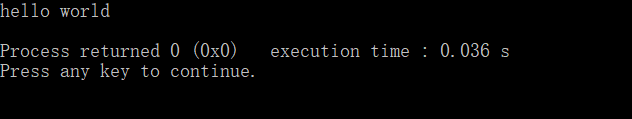 hello world
Process returned 0 (0x0)   execution time : 0.036 s
Press any key to continue.